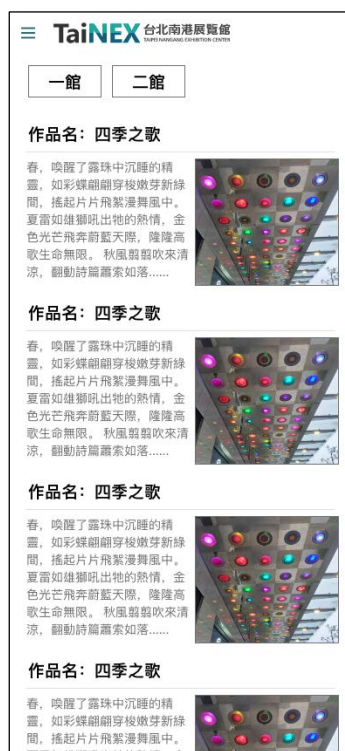 TaiNEX 台北南港展覽館
TAIPEI NANGANG EXHIBITION CENTER
一館 二館
作品名：四季之歌
春，喚醒了露珠中沉睡的精
靈，如彩蝶翩翩穿梭嫩芽新綠
間，搖起片片飛絮漫舞風中。
夏雷如雄獅吼出牠的熱情，金
色光芒飛奔蔚藍天際，隆隆高
歌生命無限。 秋風翦翦吹來清
涼，翻動詩篇蕭索如落......
作品名：四季之歌
春，喚醒了露珠中沉睡的精
靈，如彩蝶翩翩穿梭嫩芽新綠
間，搖起片片飛絮漫舞風中。
夏雷如雄獅吼出牠的熱情，金
色光芒飛奔蔚藍天際，隆隆高
歌生命無限。 秋風翦翦吹來清
涼，翻動詩篇蕭索如落......
作品名：四季之歌
春，喚醒了露珠中沉睡的精
靈，如彩蝶翩翩穿梭嫩芽新綠
間，搖起片片飛絮漫舞風中。
夏雷如雄獅吼出牠的熱情，金
色光芒飛奔蔚藍天際，隆隆高
歌生命無限。 秋風翦翦吹來清
涼，翻動詩篇蕭索如落......
作品名：四季之歌
春，喚醒了露珠中沉睡的精
靈，如彩蝶翩翩穿梭嫩芽新綠
間，搖起片片飛絮漫舞風中。